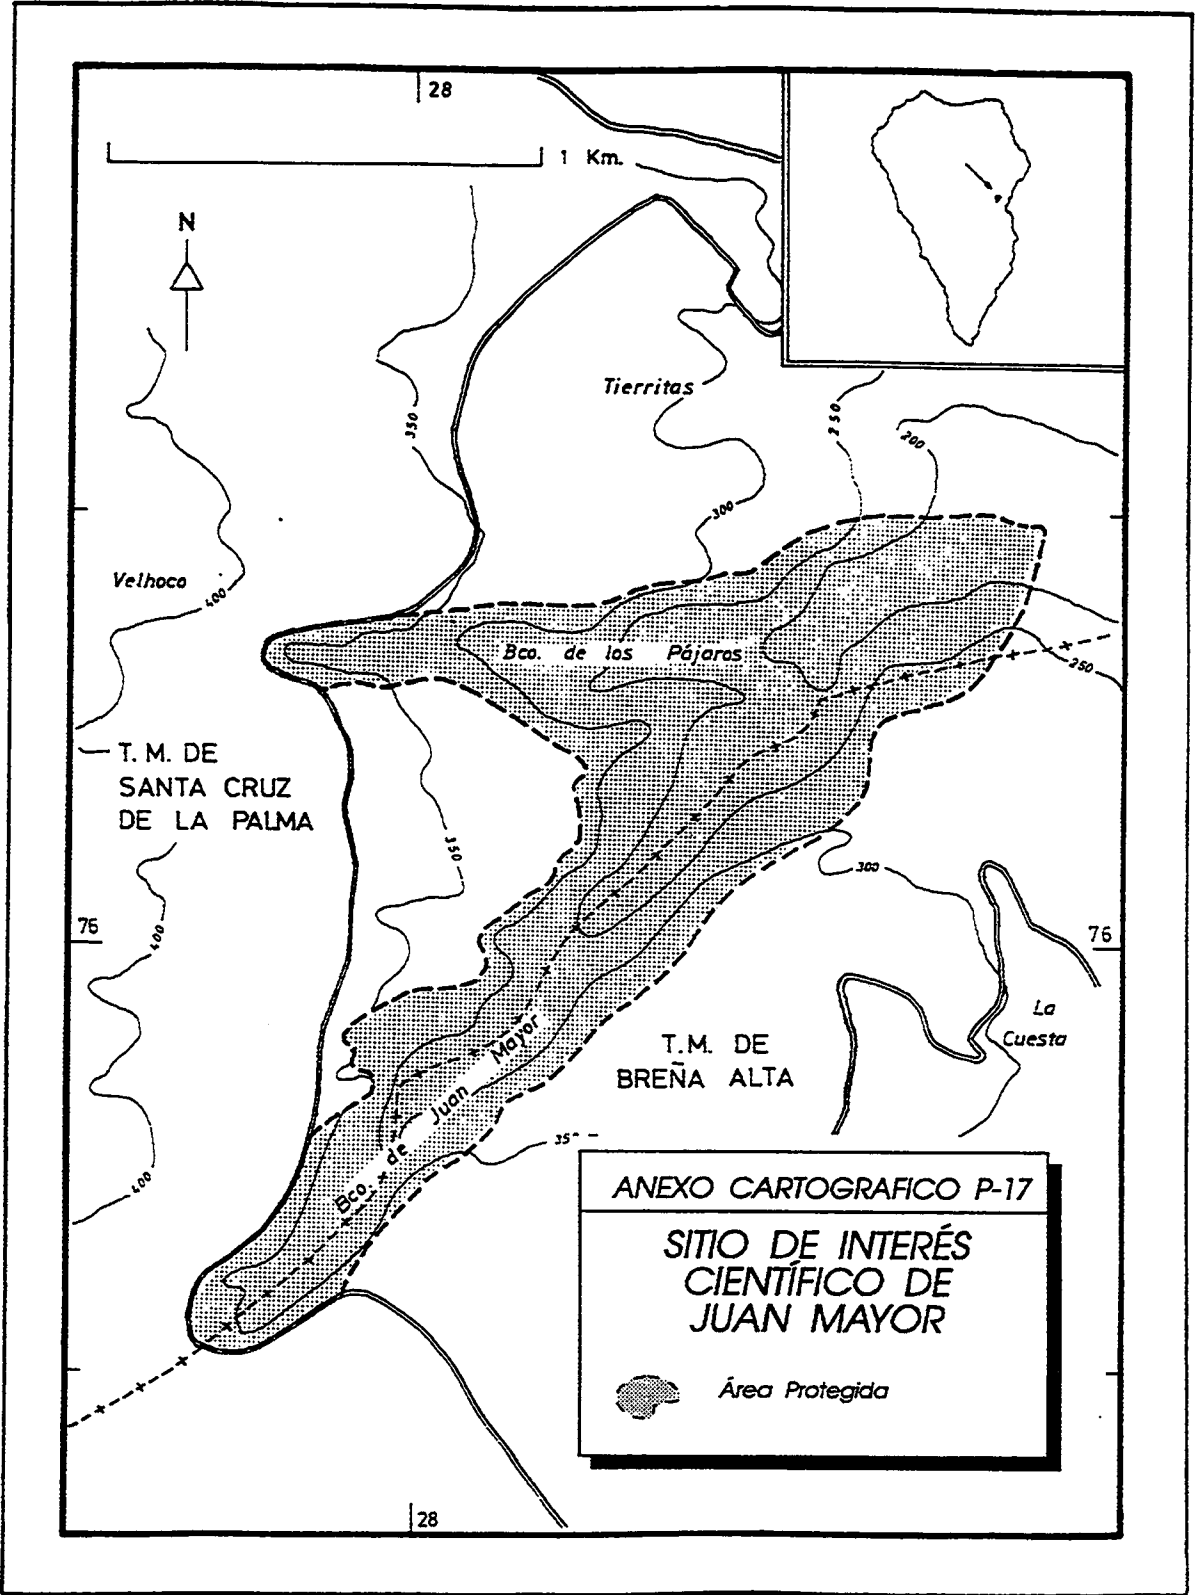 28
1 Km.
N
Tierritas
350
250
200
300
Velhoco
400
Bco. de los Pájaros
250
T. M. DE
SANTA CRUZ
DE LA PALMA
350
300
76
400
76
La
Cuesta
T.M. DE
BREÑA ALTA
Bco. de Juan Mayor
400
ANEXO CARTOGRAFICO P-17
SITIO DE INTERÉS
CIENTÍFICO DE
JUAN MAYOR
Área Protegida
28